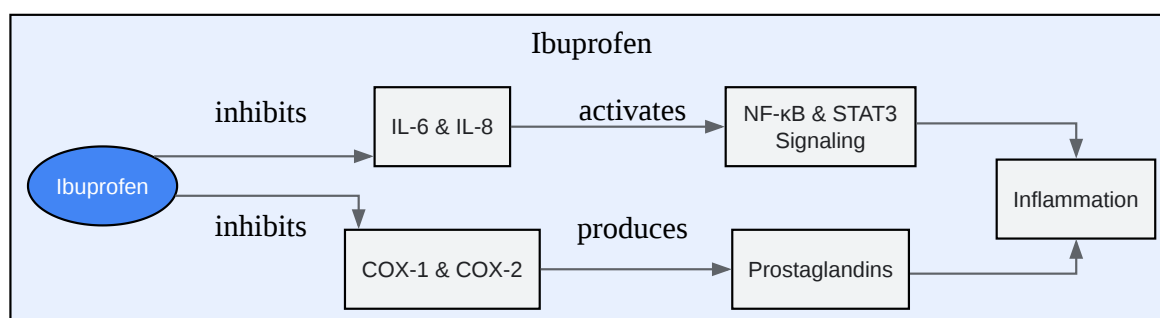 Ibuprofen
inhibits
IL-6 & IL-8
activates
NF-κB & STAT3
Signaling
Ibuprofen
Inflammation
inhibits
COX-1 & COX-2
produces
Prostaglandins